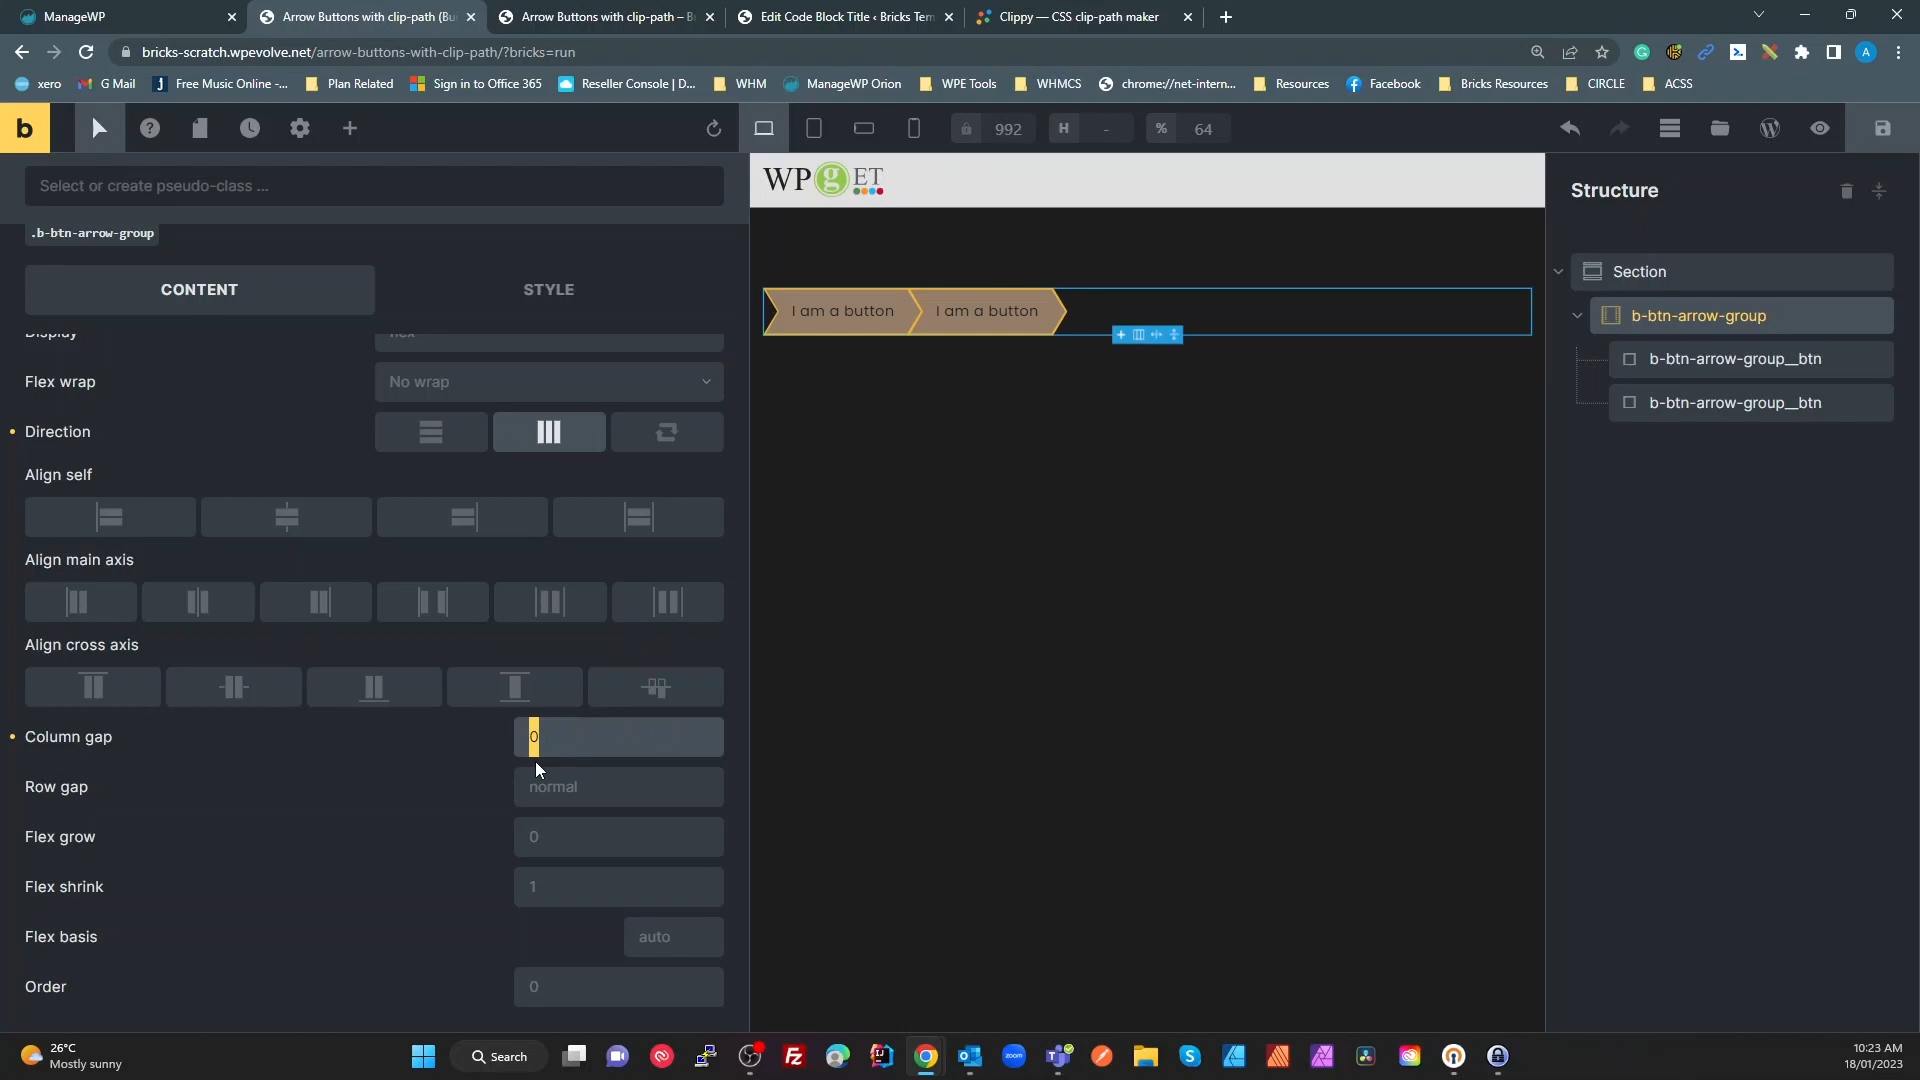 ManageWP
Arrow Buttons with clip-path (Bu
Arrow Buttons with clip-path – B
Edit Code Block Title ‹ Bricks Tem
Clippy — CSS clip-path maker
bricks-scratch.wpevolve.net/arrow-buttons-with-clip-path/?bricks=run
A
xero
G Mail
Free Music Online -...
Plan Related
Sign in to Office 365
Reseller Console | D...
WHM
ManageWP Orion
WPE Tools
WHMCS
chrome://net-intern...
Resources
Facebook
Bricks Resources
CIRCLE
ACSS
b
992
H
-
%
64
Select or create pseudo-class ...
.b-btn-arrow-group
CONTENT
STYLE
Display
flex
Flex wrap
No wrap
Direction
Align self
Align main axis
Align cross axis
Column gap
0
Row gap
normal
Flex grow
0
Flex shrink
1
Flex basis
auto
Order
0
WP g ET
I am a button
I am a button
Structure
Section
b-btn-arrow-group
b-btn-arrow-group__btn
b-btn-arrow-group__btn
26°C
Mostly sunny
Search
zoom
10:23 AM
18/01/2023